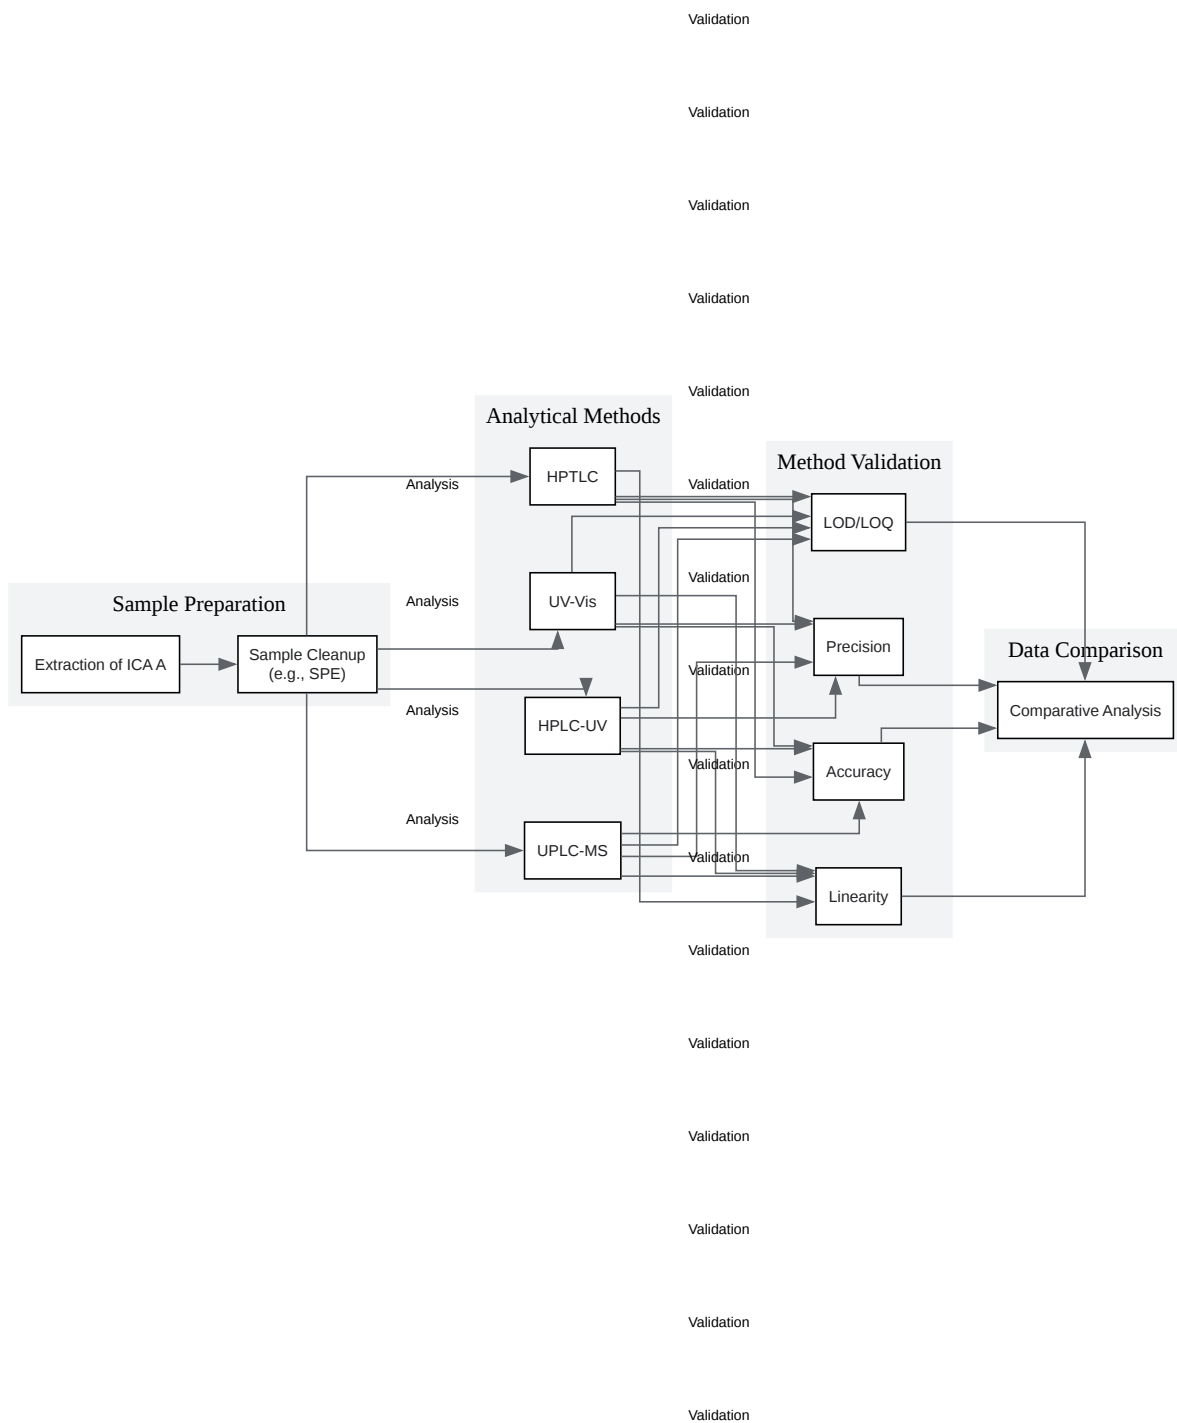 Validation
Validation
Validation
Validation
Validation
Analytical Methods
Method Validation
HPTLC
Analysis
Validation
LOD/LOQ
Validation
Sample Preparation
Analysis
UV-Vis
Precision
Data Comparison
Extraction of ICA A
Sample Cleanup
(e.g., SPE)
Validation
Analysis
HPLC-UV
Comparative Analysis
Validation
Accuracy
Analysis
UPLC-MS
Validation
Linearity
Validation
Validation
Validation
Validation
Validation
Validation